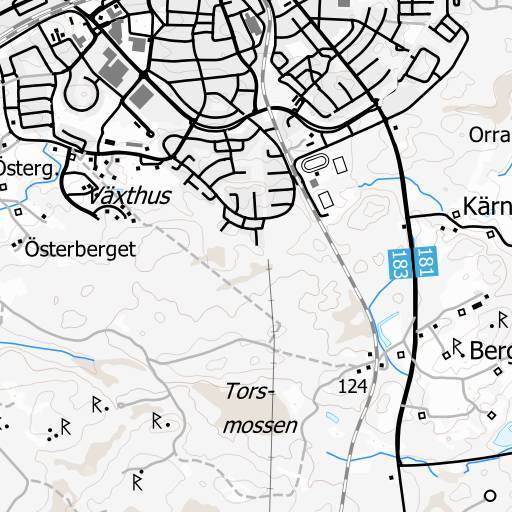 Orra
Österg.
Växthus
Kärn
Österberget
183
181
Berg
124
Tors-
mossen